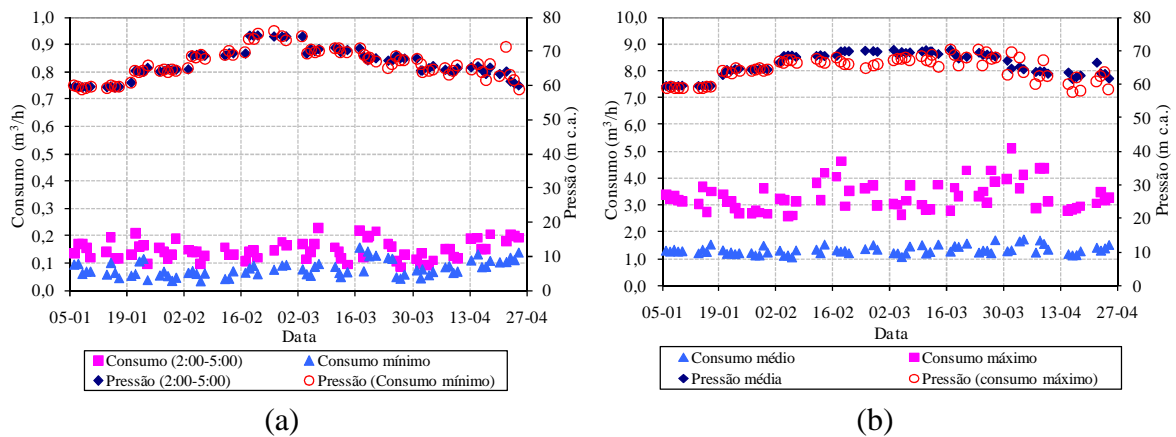 1,0
0,9
0,8
0,7
0,6
0,5
0,4
0,3
0,2
0,1
0,0
Consumo (m³/h)
80
70
60
50
40
30
20
10
0
Pressão (m c.a.)
05-01 19-01 02-02 16-02 02-03 16-03 30-03 13-04 27-04
Data
Consumo (2:00-5:00) Consumo mínimo
Pressão (2:00-5:00) Pressão (Consumo mínimo)
(a)
10,0
9,0
8,0
7,0
6,0
5,0
4,0
3,0
2,0
1,0
0,0
Consumo (m³/h)
80
70
60
50
40
30
20
10
0
Pressão (m c.a.)
05-01 19-01 02-02 16-02 02-03 16-03 30-03 13-04 27-04
Data
Consumo médio Consumo máximo
Pressão média Pressão (consumo máximo)
(b)